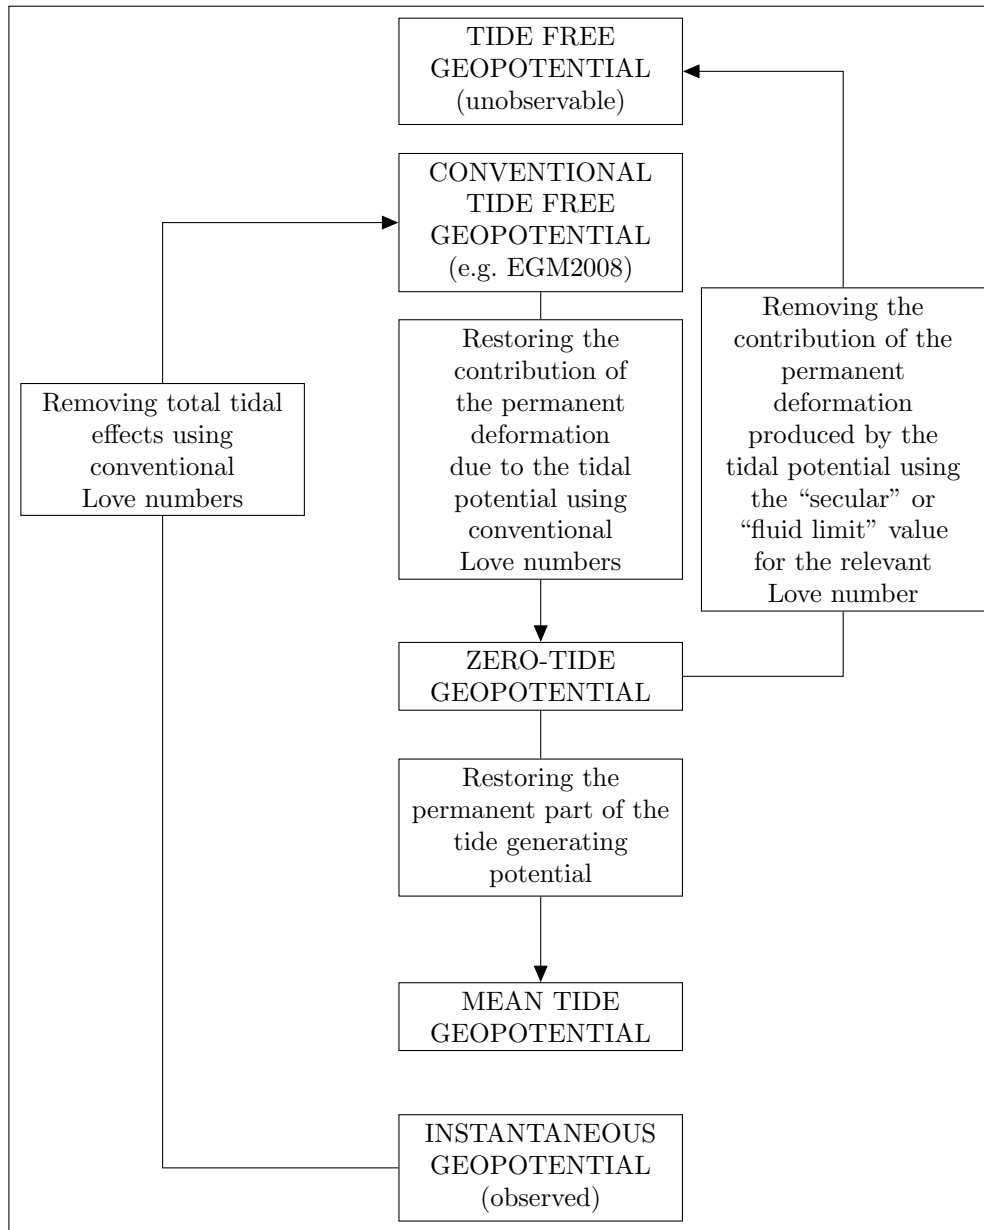 TIDE FREE
GEOPOTENTIAL
(unobservable)
CONVENTIONAL
TIDE FREE
GEOPOTENTIAL
(e.g. EGM2008)
Restoring the
contribution of
the permanent
deformation
due to the tidal
potential using
conventional
Love numbers
Removing the
contribution of the
permanent
deformation
produced by the
tidal potential using
the “secular” or
“fluid limit” value
for the relevant
Love number
Removing total tidal
effects using
conventional
Love numbers
ZERO-TIDE
GEOPOTENTIAL
Restoring the
permanent part of the
tide generating
potential
MEAN TIDE
GEOPOTENTIAL
INSTANTANEOUS
GEOPOTENTIAL
(observed)